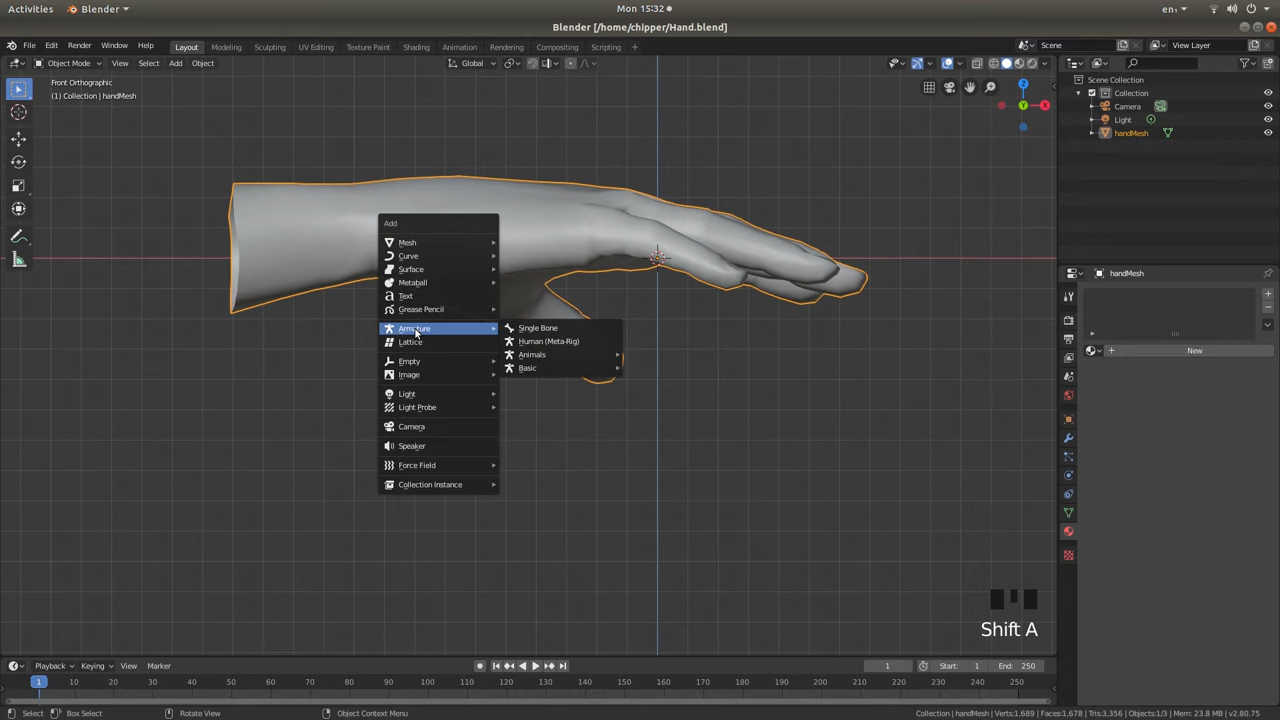 Activities Blender Mon 15:32 en₁
Blender [/home/chipper/Hand.blend]
File Edit Render Window Help Layout Modeling Sculpting UV Editing Texture Paint Shading Animation Rendering Compositing Scripting + Scene View Layer
Object Mode View Select Add Object Global
Front Orthographic
(1) Collection | handMesh
Z
Y
X
Scene Collection
Collection
Camera
Light
handMesh
Add
Mesh
Curve
Surface
Metaball
Text
Grease Pencil
Armature
Lattice
Empty
Image
Light
Light Probe
Camera
Speaker
Force Field
Collection Instance
Single Bone
Human (Meta-Rig)
Animals
Basic
handMesh
New
Shift A
Playback Keying View Marker 1 Start: 1 End: 250
1 10 20 30 40 50 60 70 80 90 100 110 120 130 140 150 160 170 180 190 200 210 220 230 240 250
Select Box Select Rotate View Object Context Menu Collection | handMesh | Verts:1,689 | Faces:1,678 | Tris:3,356 | Objects:1/3 | Mem: 23.8 MB | v2.80.75